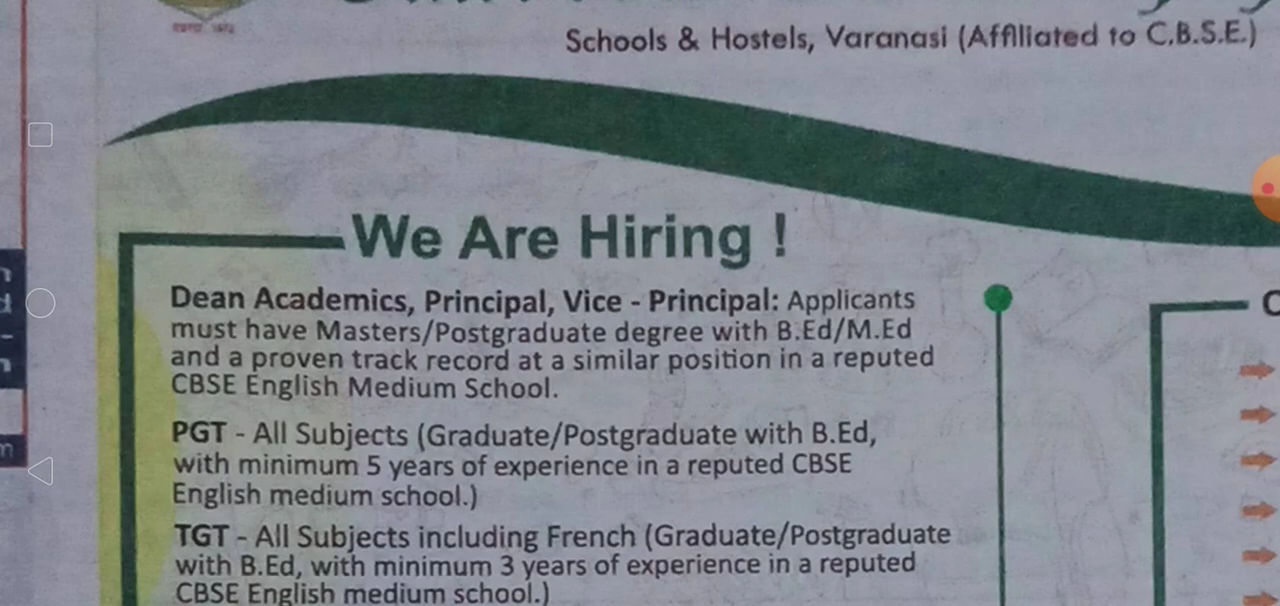 Schools & Hostels, Varanasi (Affiliated to C.B.S.E.)
We Are Hiring !
Dean Academics, Principal, Vice - Principal: Applicants
must have Masters/Postgraduate degree with B.Ed/M.Ed
and a proven track record at a similar position in a reputed
CBSE English Medium School.
PGT - All Subjects (Graduate/Postgraduate with B.Ed,
with minimum 5 years of experience in a reputed CBSE
English medium school.)
TGT - All Subjects including French (Graduate/Postgraduate
with B.Ed, with minimum 3 years of experience in a reputed
CBSE English medium school.)